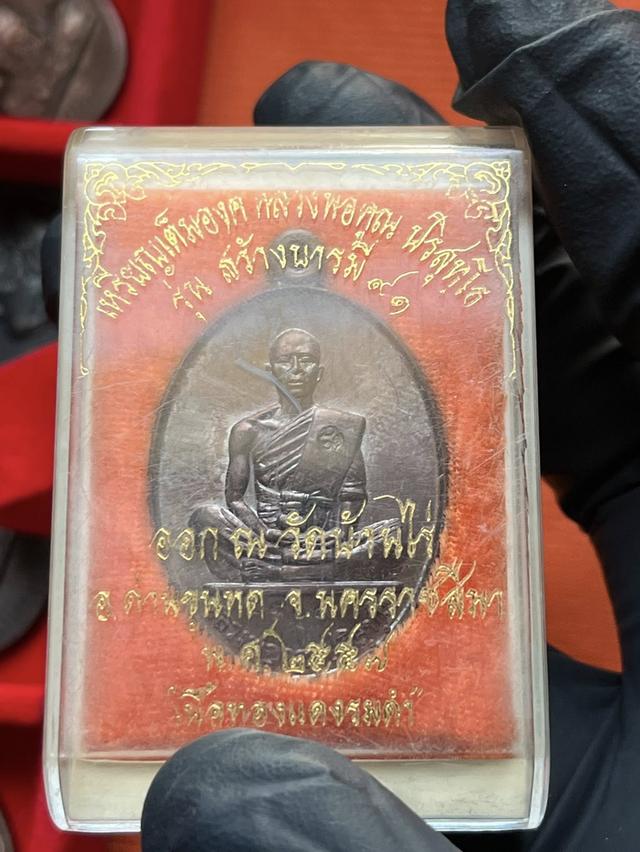 เหรียญเต็มองค์ หลวงพ่อคูณ ปริสุทฺโธ
รุ่น สร้างบารมี ๙๑
ออก ณ วัดบ้านไร่
อ.ด่านขุนทด จ.นครราชสีมา
พ.ศ.๒๕๕๗
"เนื้อทองแดงรมดำ"